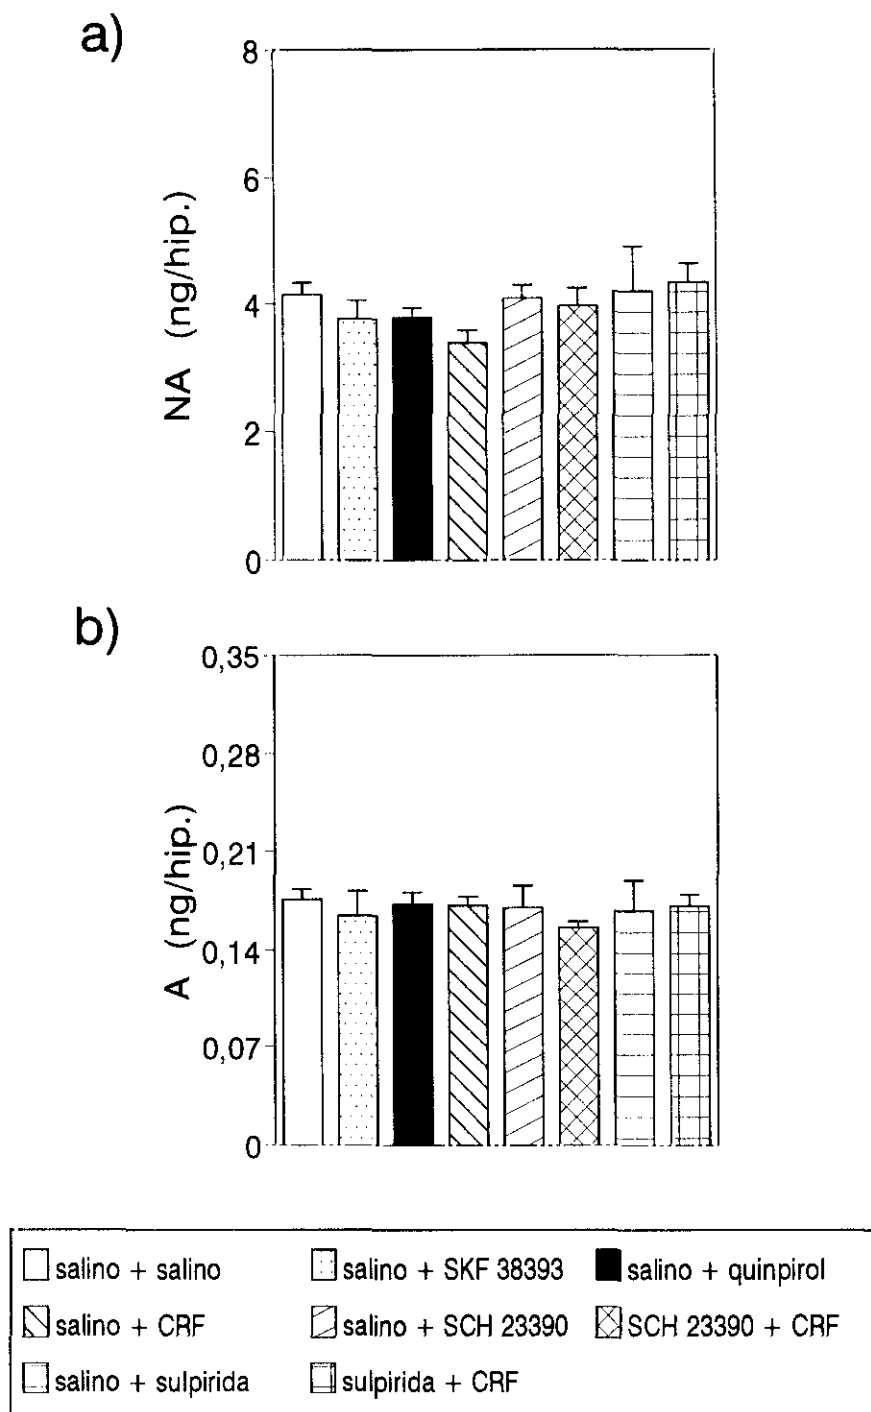 a)
8
6
4
2
0
NA (ng/hip.)
b)
0,35
0,28
0,21
0,14
0,07
0
A (ng/hip.)
salino + salino
salino + SKF 38393
salino + quinpirol
salino + CRF
salino + SCH 23390
SCH 23390 + CRF
salino + sulpirida
sulpirida + CRF